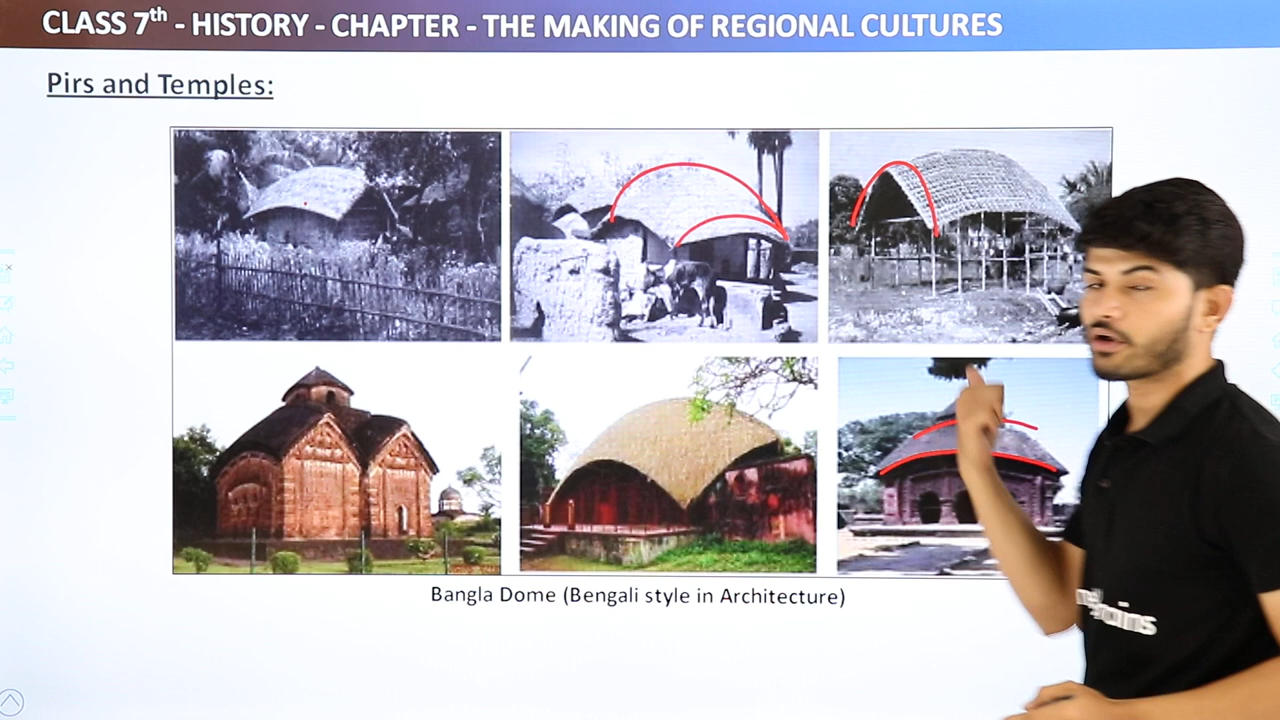 CLASS 7th - HISTORY - CHAPTER - THE MAKING OF REGIONAL CULTURES
Pirs and Temples:
Bangla Dome (Bengali style in Architecture)